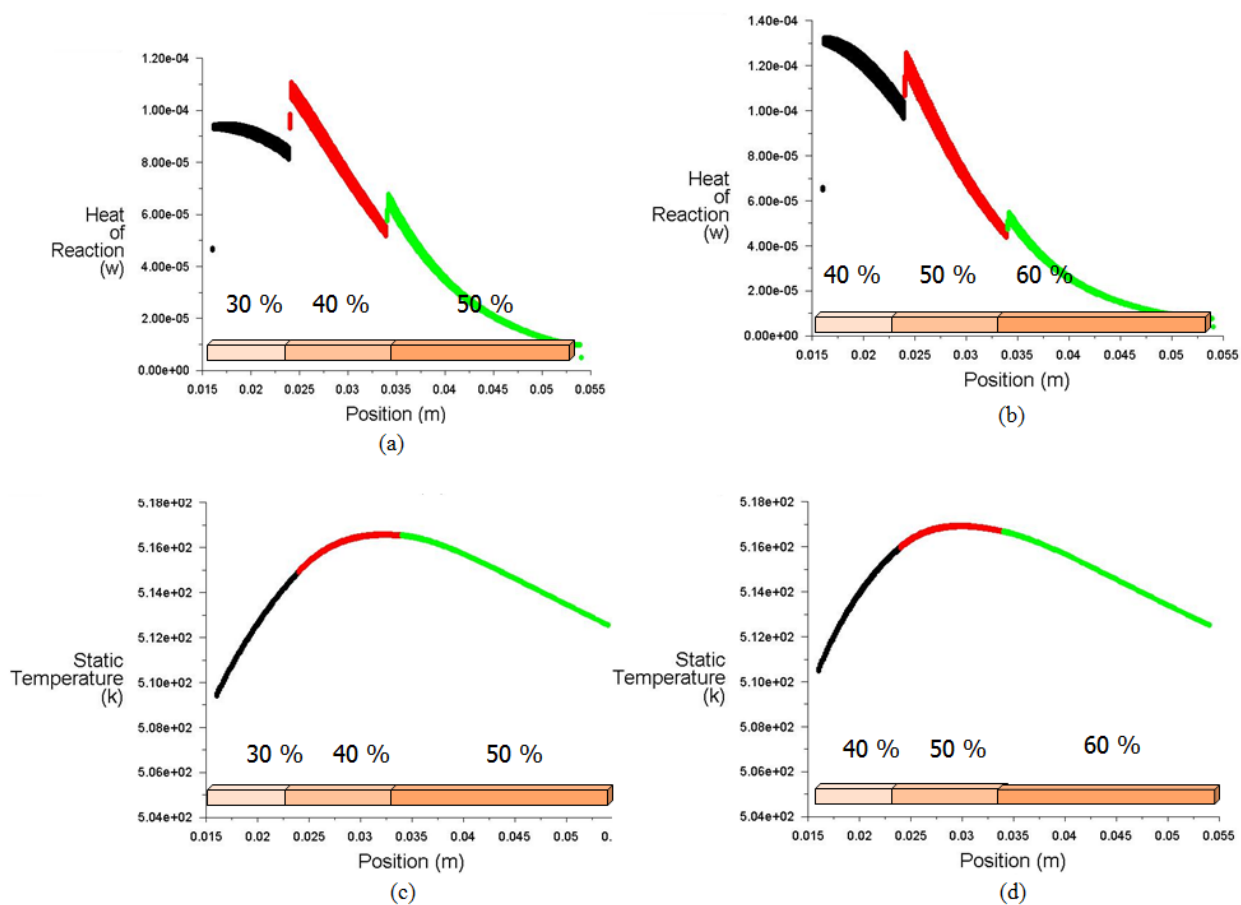 1.20e-04
1.00e-04
8.00e-05
6.00e-05
4.00e-05
2.00e-05
0.00e+00
Heat
of
Reaction
(w)
30 % 40 % 50 %
0.015 0.02 0.025 0.03 0.035 0.04 0.045 0.05 0.055
Position (m)
(a)
1.40e-04
1.20e-04
1.00e-04
8.00e-05
6.00e-05
4.00e-05
2.00e-05
0.00e+00
Heat
of
Reaction
(w)
40 % 50 % 60 %
0.015 0.02 0.025 0.03 0.035 0.04 0.045 0.05 0.055
Position (m)
(b)
5.18e+02
5.16e+02
5.14e+02
5.12e+02
5.10e+02
5.08e+02
5.06e+02
5.04e+02
Static
Temperature
(k)
30 % 40 % 50 %
0.015 0.02 0.025 0.03 0.035 0.04 0.045 0.05 0.
Position (m)
(c)
5.18e+02
5.16e+02
5.14e+02
5.12e+02
5.10e+02
5.08e+02
5.06e+02
5.04e+02
Static
Temperature
(k)
40 % 50 % 60 %
0.015 0.02 0.025 0.03 0.035 0.04 0.045 0.05 0.055
Position (m)
(d)